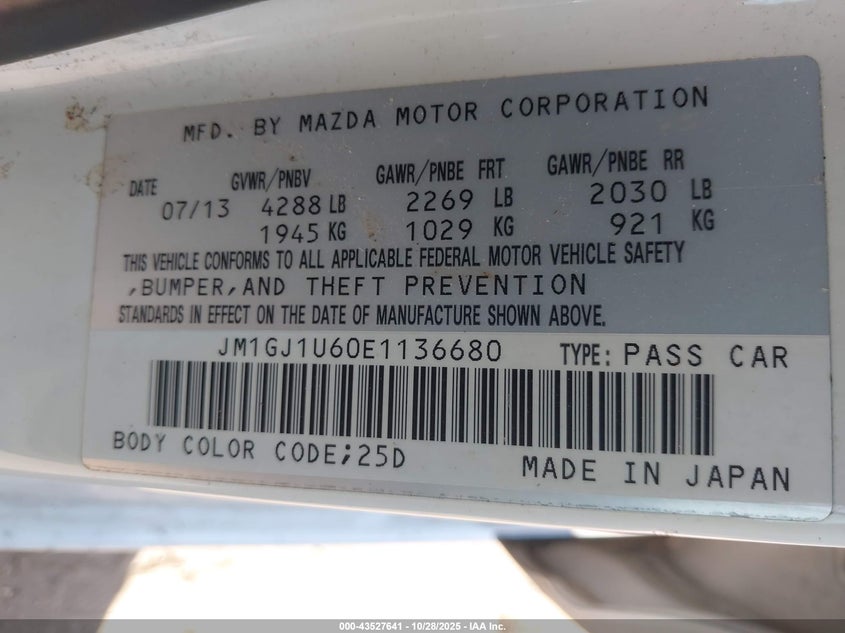 MFD. BY MAZDA MOTOR CORPORATION
DATE GVWR/PNBV GAWR/PNBE FRT GAWR/PNBE RR
07/13 4288 LB 2269 LB 2030 LB
1945 KG 1029 KG 921 KG
THIS VEHICLE CONFORMS TO ALL APPLICABLE FEDERAL MOTOR VEHICLE SAFETY
,BUMPER,AND THEFT PREVENTION
STANDARDS IN EFFECT ON THE DATE OF MANUFACTURE SHOWN ABOVE.
JM1GJ1U60E1136680 TYPE: PASS CAR
BODY COLOR CODE;25D
MADE IN JAPAN
000-43527641 | 10/28/2025 - IAA Inc.